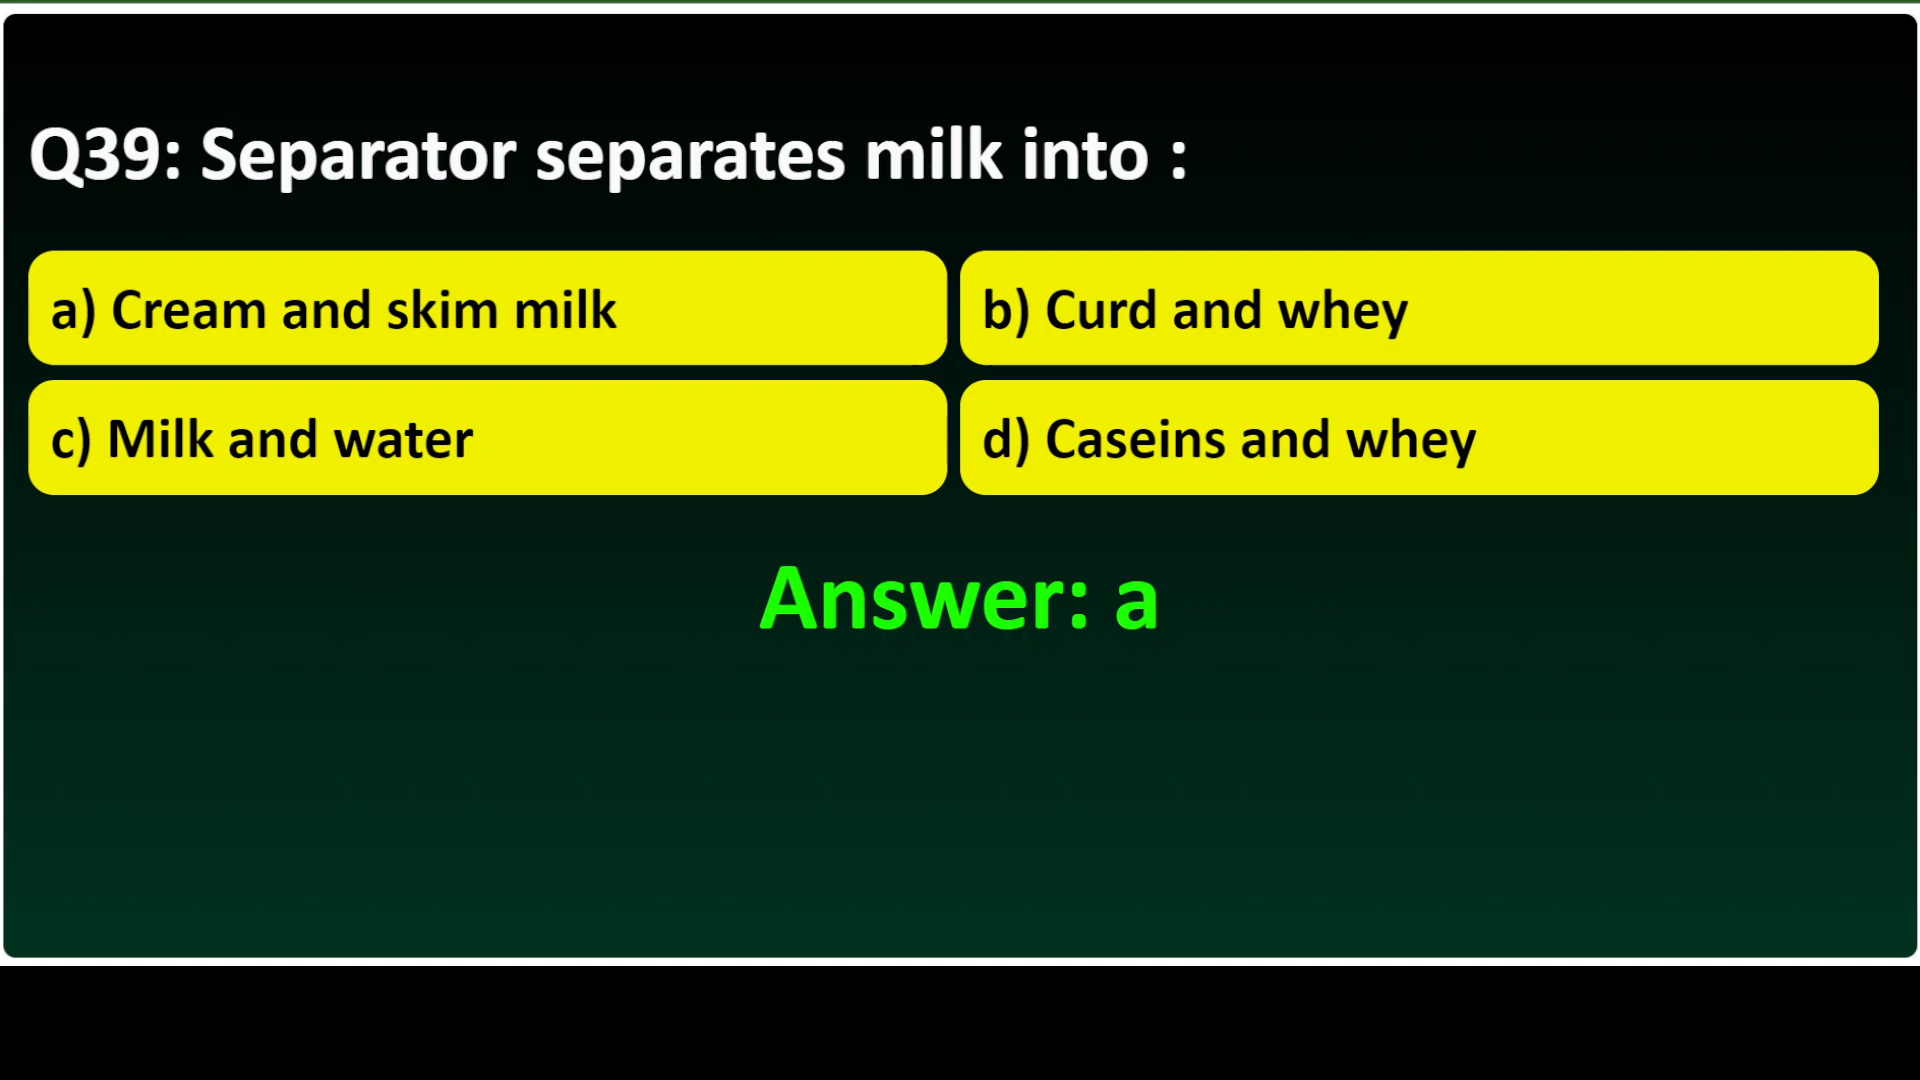 Q39: Separator separates milk into :
a) Cream and skim milk
b) Curd and whey
c) Milk and water
d) Caseins and whey
Answer: a